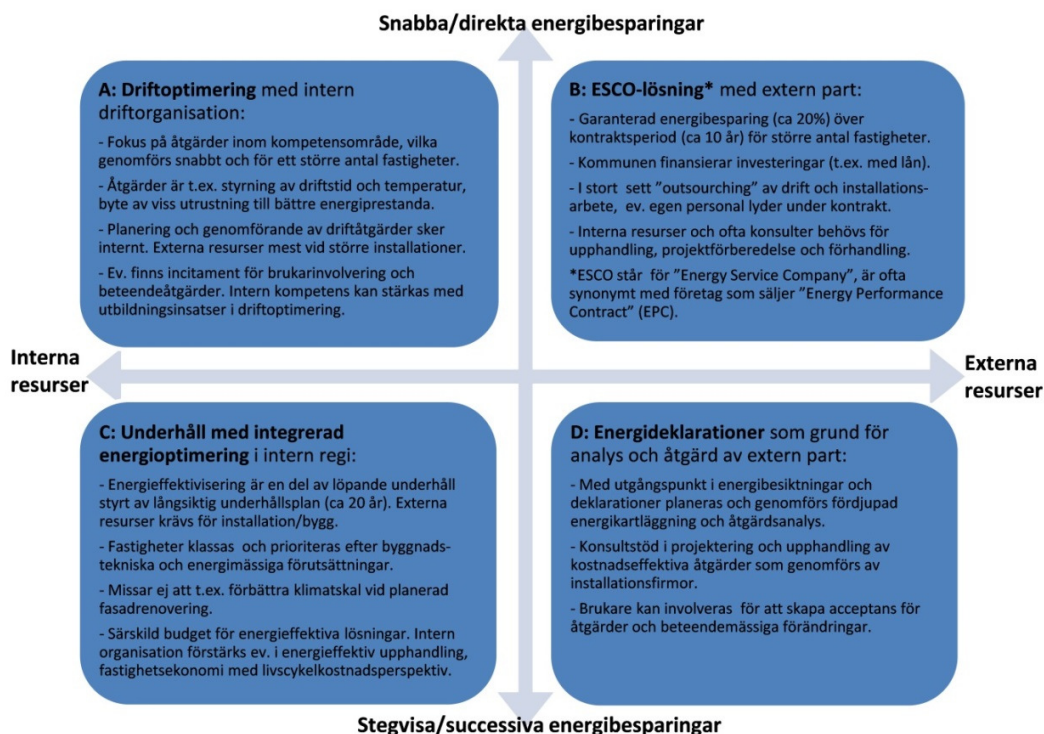 Snabba/direkta energibesparingar
A: Driftoptimering med intern
driftorganisation:
- Fokus på åtgärder inom kompetensområde, vilka
genomförs snabbt och för ett större antal fastigheter.
- Åtgärder är t.ex. styrning av driftstid och temperatur,
byte av viss utrustning till bättre energiprestanda.
- Planering och genomförande av driftåtgärder sker
internt. Externa resurser mest vid större installationer.
- Ev. finns incitament för brukarinvolvering och
beteendeåtgärder. Intern kompetens kan stärkas med
utbildningsinsatser i driftoptimering.
B: ESCO-lösning* med extern part:
- Garanterad energibesparing (ca 20%) över
kontraktsperiod (ca 10 år) för större antal fastigheter.
- Kommunen finansierar investeringar (t.ex. med lån).
- I stort sett ”outsourching” av drift och installations-
arbete, ev. egen personal lyder under kontrakt.
- Interna resurser och ofta konsulter behövs för
upphandling, projektförberedelse och förhandling.
*ESCO står för ”Energy Service Company”, är ofta
synonymt med företag som säljer ”Energy Performance
Contract” (EPC).
Interna
resurser
Externa
resurser
C: Underhåll med integrerad
energioptimering i intern regi:
- Energieffektivisering är en del av löpande underhåll
styrt av långsiktig underhållsplan (ca 20 år). Externa
resurser krävs för installation/bygg.
- Fastigheter klassas och prioriteras efter byggnads-
tekniska och energimässiga förutsättningar.
- Missar ej att t.ex. förbättra klimatskal vid planerad
fasadrenovering.
- Särskild budget för energieffektiva lösningar. Intern
organisation förstärks ev. i energieffektiv upphandling,
fastighetsekonomi med livscykelkostnadsperspektiv.
D: Energideklarationer som grund för
analys och åtgärd av extern part:
- Med utgångspunkt i energibesiktningar och
deklarationer planeras och genomförs fördjupad
energikartläggning och åtgärdsanalys.
- Konsultstöd i projektering och upphandling av
kostnadseffektiva åtgärder som genomförs av
installationsfirmor.
- Brukare kan involveras för att skapa acceptans för
åtgärder och beteendemässiga förändringar.
Stegvisa/successiva energibesparingar